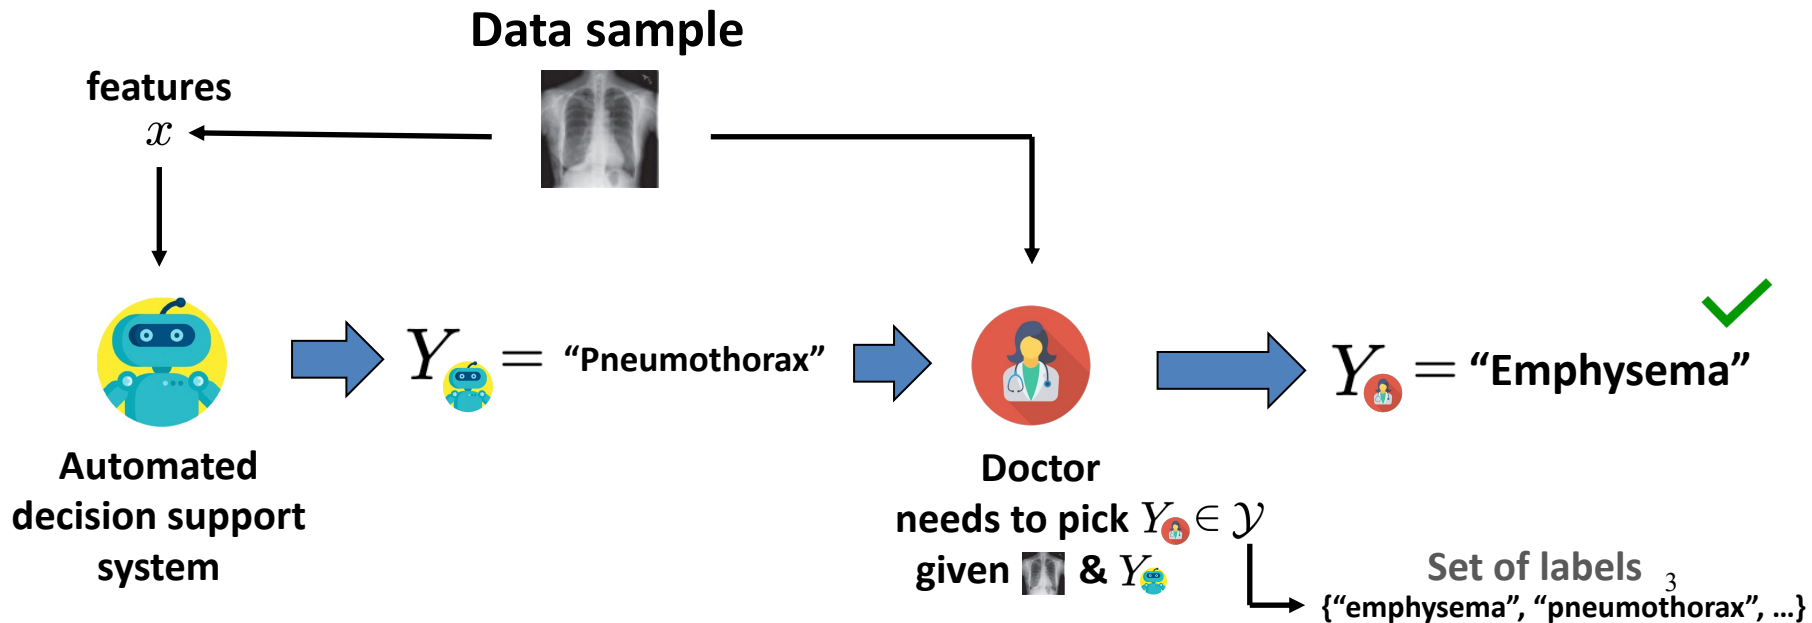 Data sample
features
x
Y = “Pneumothorax”
Y = “Emphysema”
Automated
decision support
system
Doctor
needs to pick Y ∈ 𝒴
given & Y
Set of labels
3
{“emphysema”, “pneumothorax”, ...}